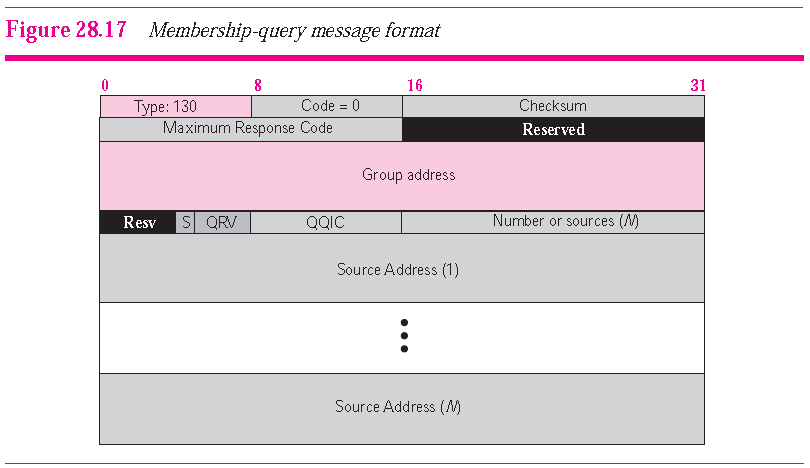 Figure 28.17 Membership-query message format
0 8 16 31
Type: 130 Code = 0 Checksum
Maximum Response Code Reserved
Group address
Resv S QRV QQIC Number or sources (N)
Source Address (1)
Source Address (N)